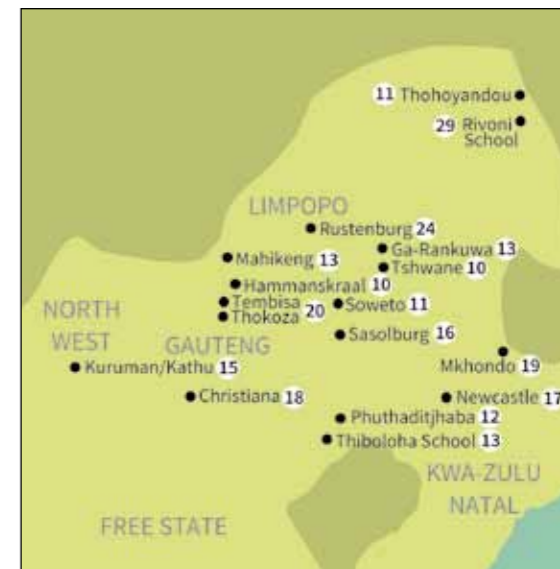 11 Thohoyandou
29 Rivoni
School
LIMPOPO
Rustenburg 24
Ga-Rankuwa 13
Mahikeng 13
Tshwane 10
Hammanskraal 10
NORTH
WEST
Tembisa
Thokoza 20
Soweto 11
GAUTENG
Sasolburg 16
Mkhondo 19
Kuruman/Kathu 15
Christiana 18
Newcastle 17
Phuthaditjhaba 12
Thiboloha School 13
KWA-ZULU
NATAL
FREE STATE